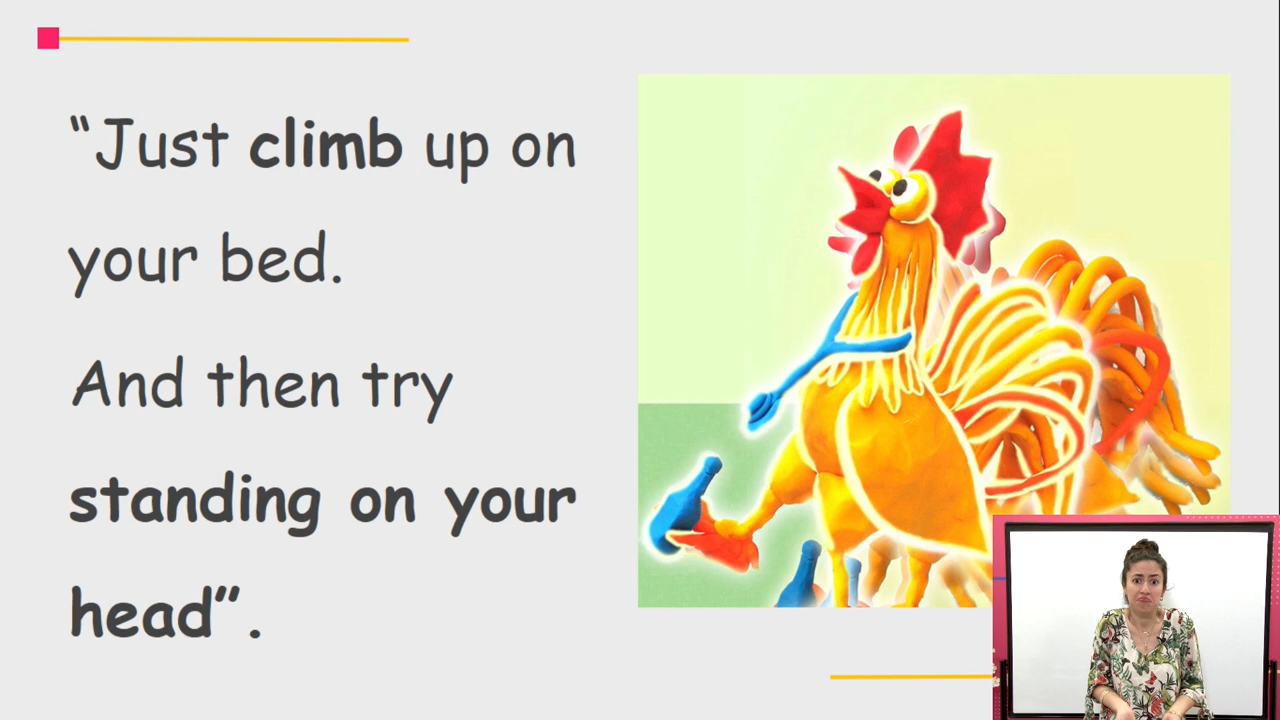 “Just climb up on
your bed.
And then try
standing on your
head”.